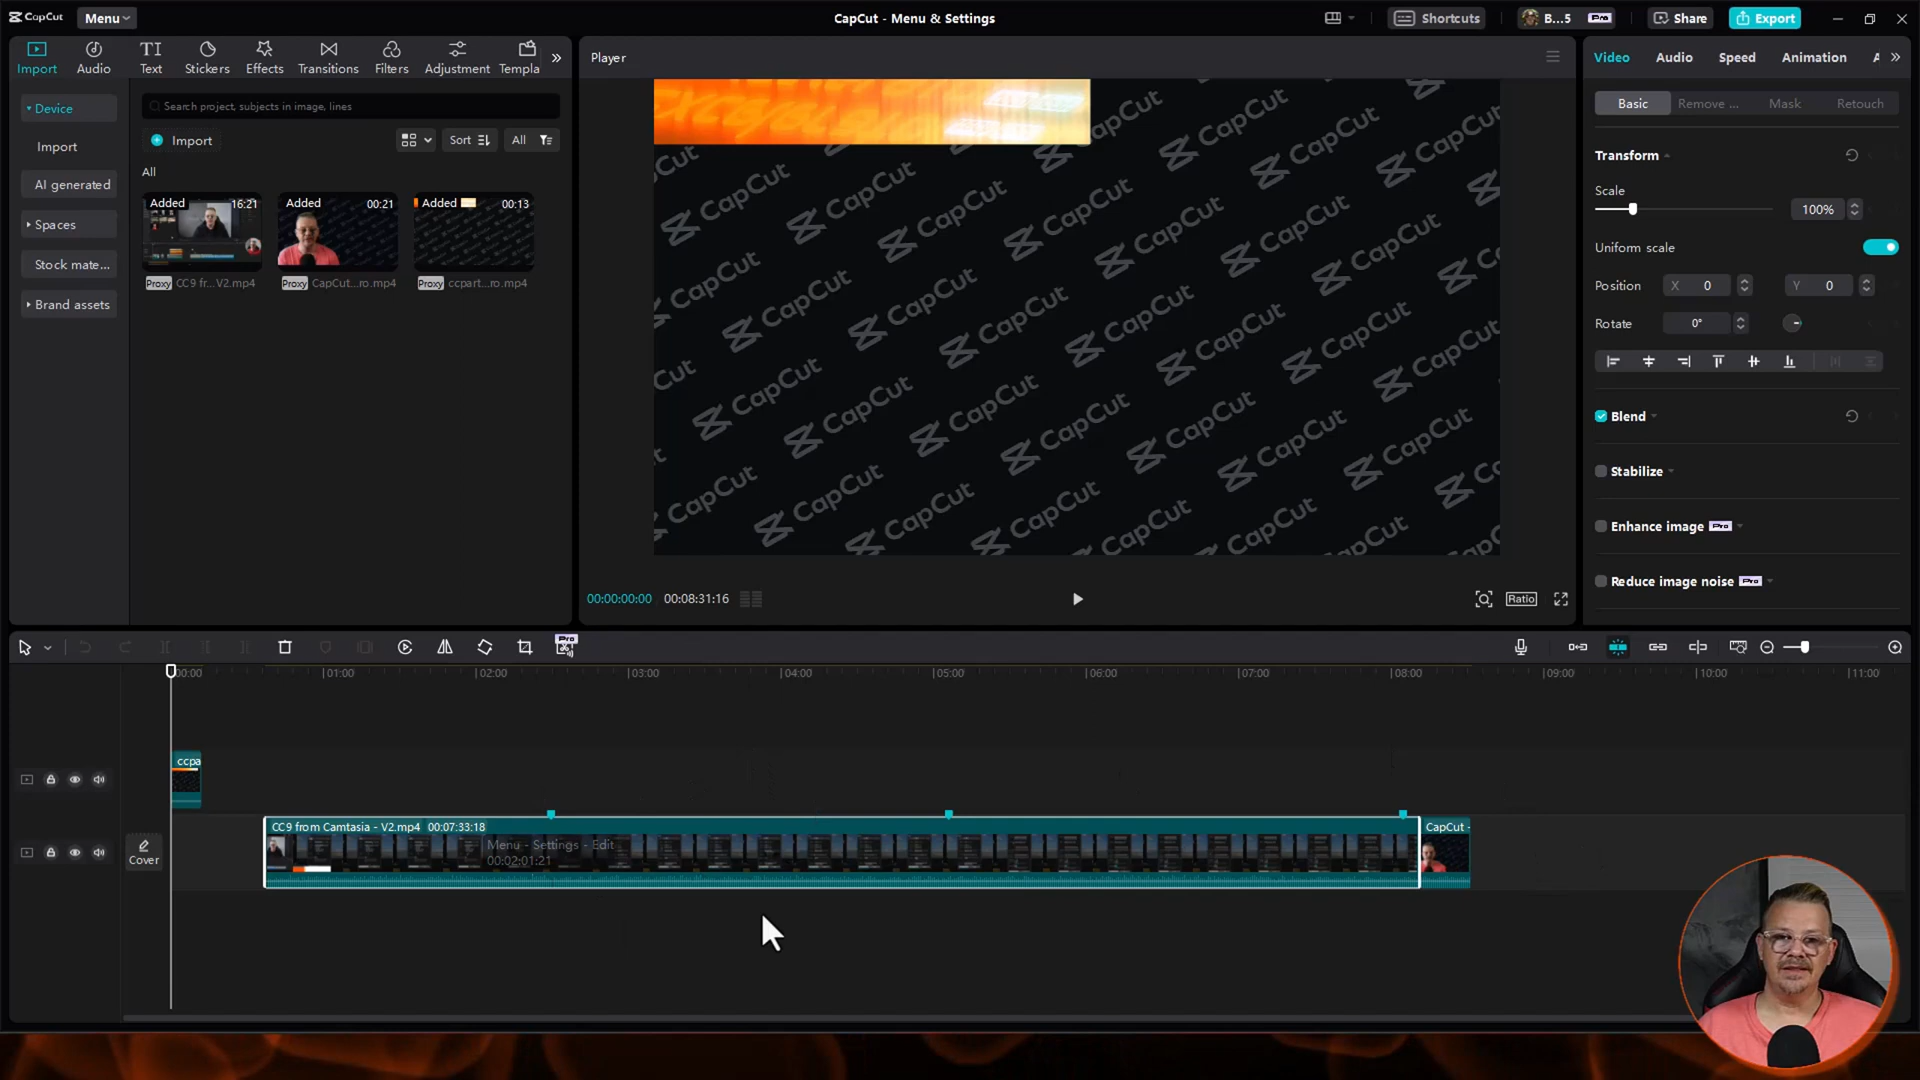 CapCut
Menu
CapCut - Menu & Settings
Shortcuts
B...5
Pro
Share
Export
Import
Audio
Text
Stickers
Effects
Transitions
Filters
Adjustment
Templa
Player
Video
Audio
Speed
Animation
Device
Import
AI generated
Spaces
Stock mate...
Brand assets
Search project, subjects in image, lines
Import
Sort
All
All
Added 16:21
Added 00:21
Added 00:13
Proxy CC9 fr... V2.mp4
Proxy CapCut...ro.mp4
Proxy ccpart...ro.mp4
CapCut
00:00:00:00 00:08:31:16
Ratio
Basic
Remove ...
Mask
Retouch
Transform
Scale
100%
Uniform scale
Position X 0 Y 0
Rotate 0°
Blend
Stabilize
Enhance image Pro
Reduce image noise Pro
Pro
00:00 01:00 02:00 03:00 04:00 05:00 06:00 07:00 08:00 09:00 10:00 11:00
ccpa
Cover
CC9 from Camtasia - V2.mp4 00:07:33:18
Menu - Settings - Edit
00:02:01:21
CapCut -